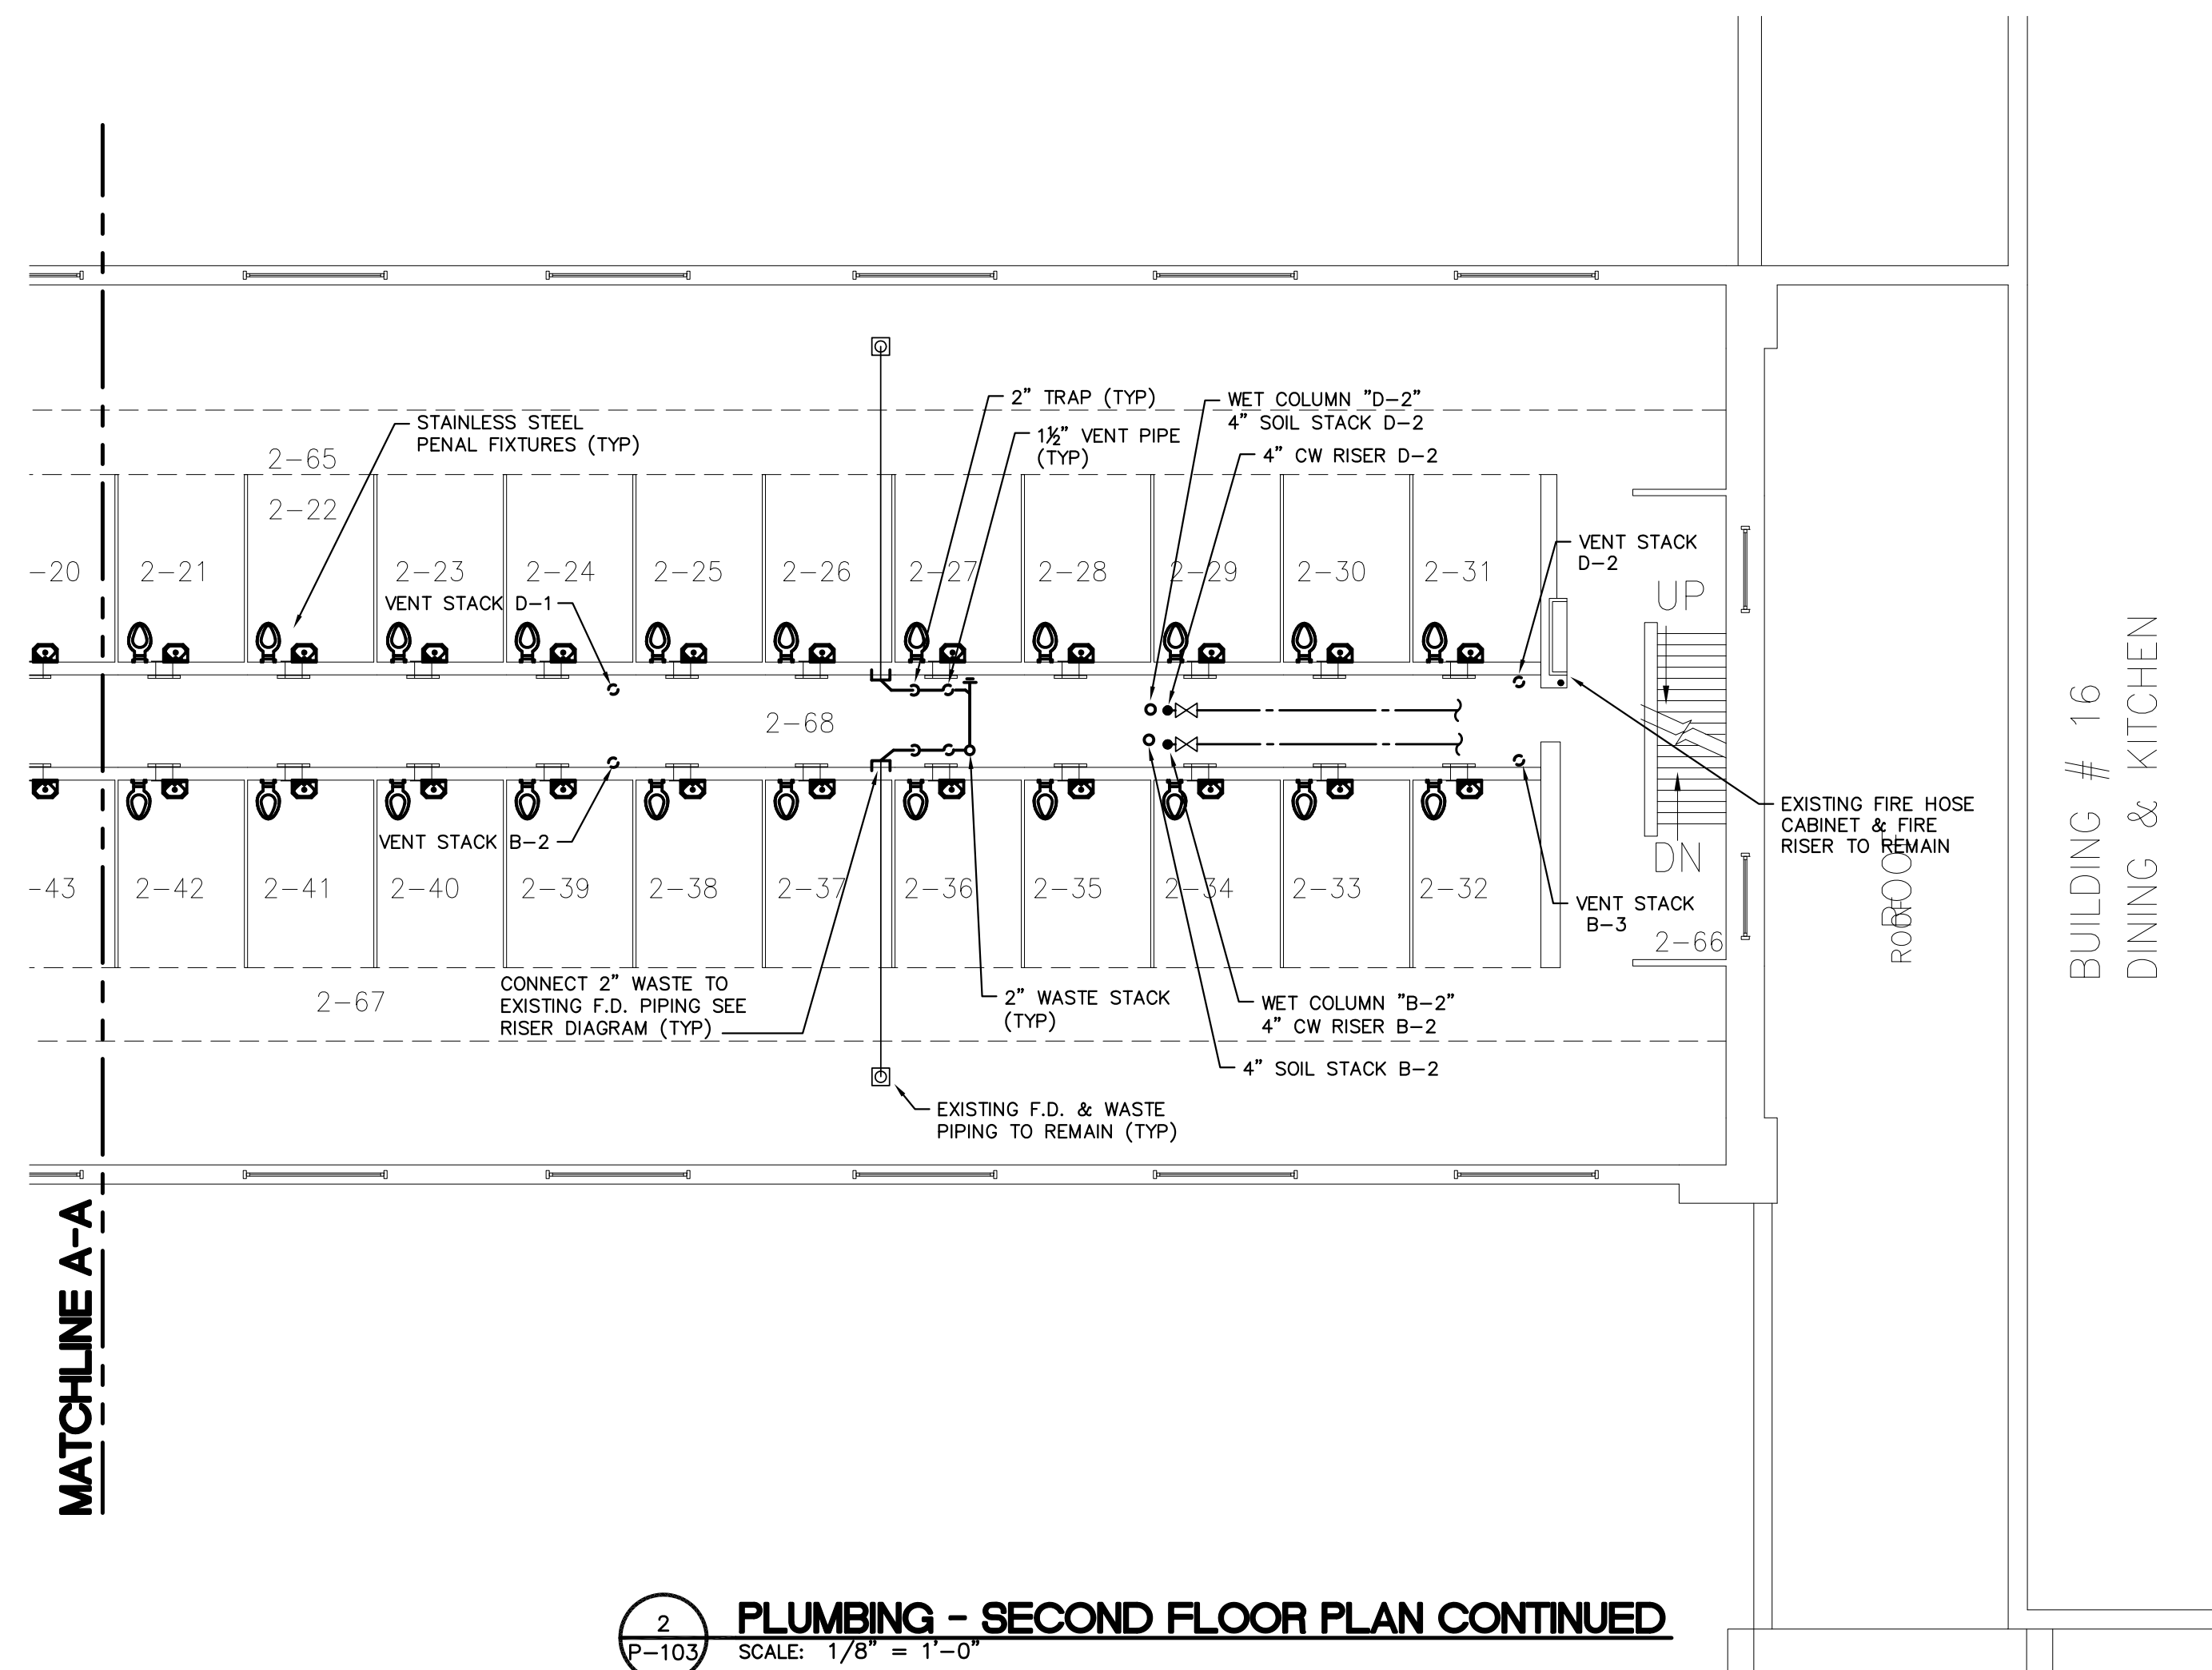 2" TRAP (TYP)
1½" VENT PIPE
(TYP)
WET COLUMN "D-2"
4" SOIL STACK D-2
4" CW RISER D-2
STAINLESS STEEL
PENAL FIXTURES (TYP)
2-65
2-22
-20
2-21
2-23
2-24
2-25
2-26
2-27
2-28
2-29
2-30
2-31
VENT STACK D-1
VENT STACK
D-2
UP
2-68
VENT STACK B-2
-43
2-42
2-41
2-40
2-39
2-38
2-37
2-36
2-35
2-34
2-33
2-32
DN
EXISTING FIRE HOSE
CABINET & FIRE
RISER TO REMAIN
VENT STACK
B-3
2-66
ROOF
BUILDING # 16
DINING & KITCHEN
2-67
CONNECT 2" WASTE TO
EXISTING F.D. PIPING SEE
RISER DIAGRAM (TYP)
2" WASTE STACK
(TYP)
WET COLUMN "B-2"
4" CW RISER B-2
4" SOIL STACK B-2
EXISTING F.D. & WASTE
PIPING TO REMAIN (TYP)
MATCHLINE A-A
2
P-103
PLUMBING - SECOND FLOOR PLAN CONTINUED
SCALE: 1/8" = 1'-0"